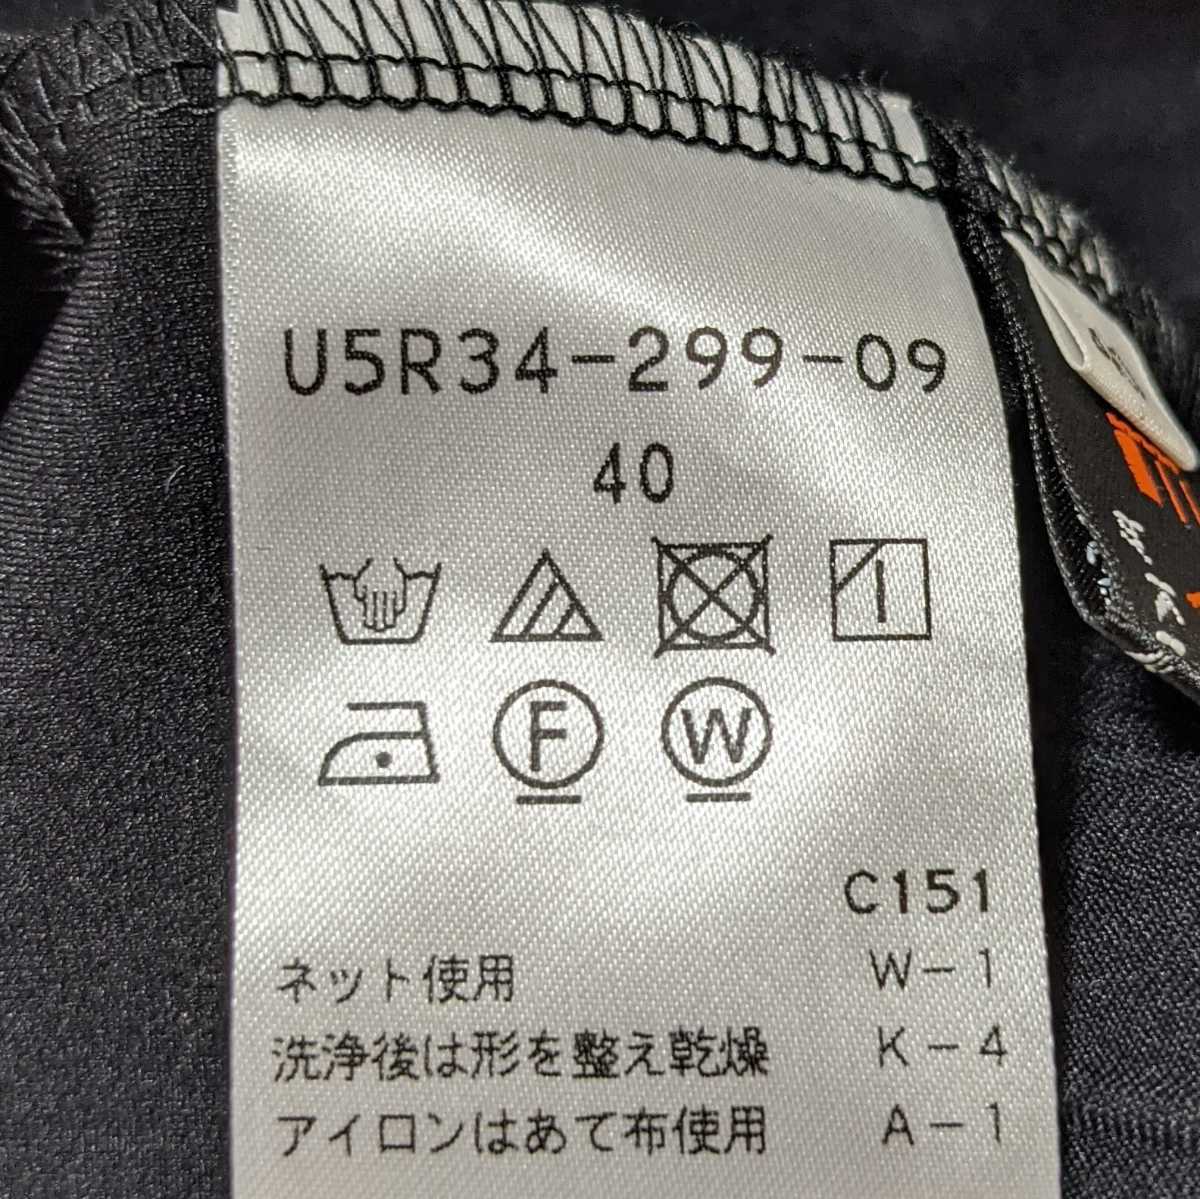 U5R34-299-09
40
F W
C151
ネット使用 W-1
洗浄後は形を整え乾燥 K-4
アイロンはあて布使用 A-1